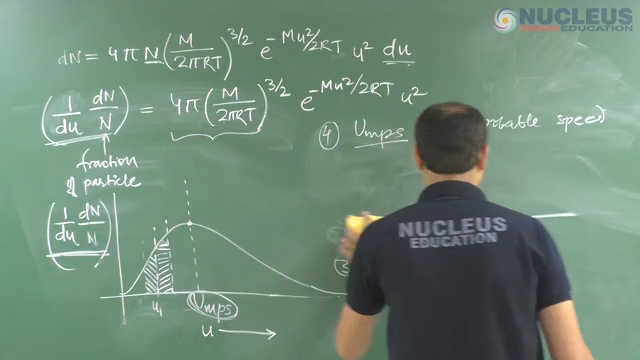 NUCLEUS
EDUCATION
dN = 4π N (M/2πRT)^3/2 e^-Mu²/2RT u² du
(1/du dN/N) = 4π (M/2πRT)^3/2 e^-Mu²/2RT u²
fraction
of particle
(1/du dN/N)
u₁
Umps
u →
④ Umps
probable speed)
NUCLEUS
EDUCATION